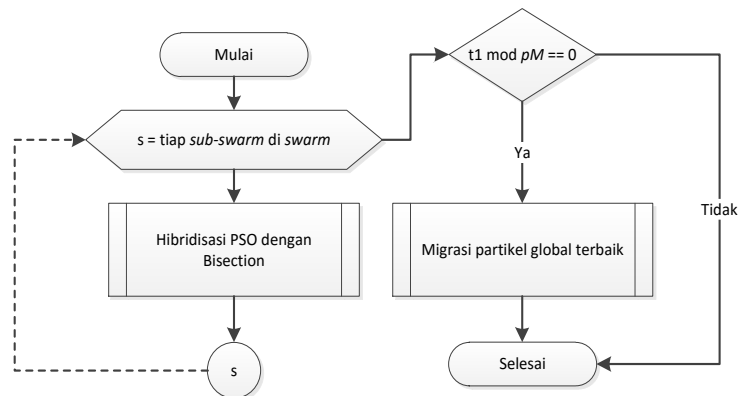 Mulai
s = tiap sub-swarm di swarm
Hibridisasi PSO dengan
Bisection
s
t1 mod pM == 0
Ya
Tidak
Migrasi partikel global terbaik
Selesai